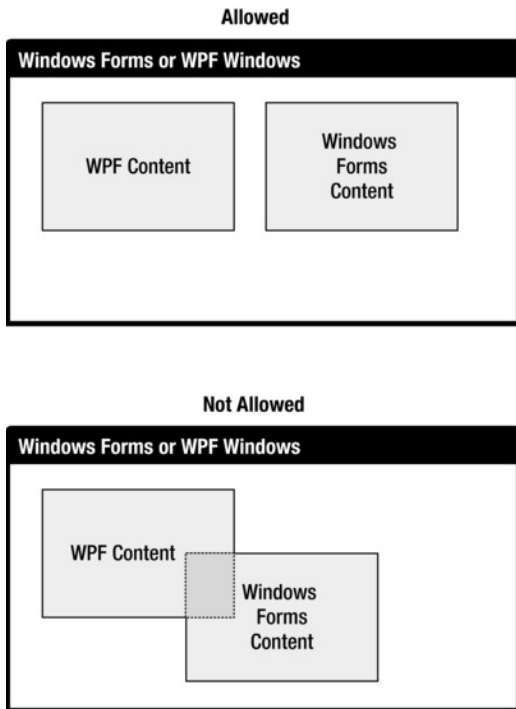 Allowed
Windows Forms or WPF Windows
WPF Content
Windows
Forms
Content
Not Allowed
Windows Forms or WPF Windows
WPF Content
Windows
Forms
Content